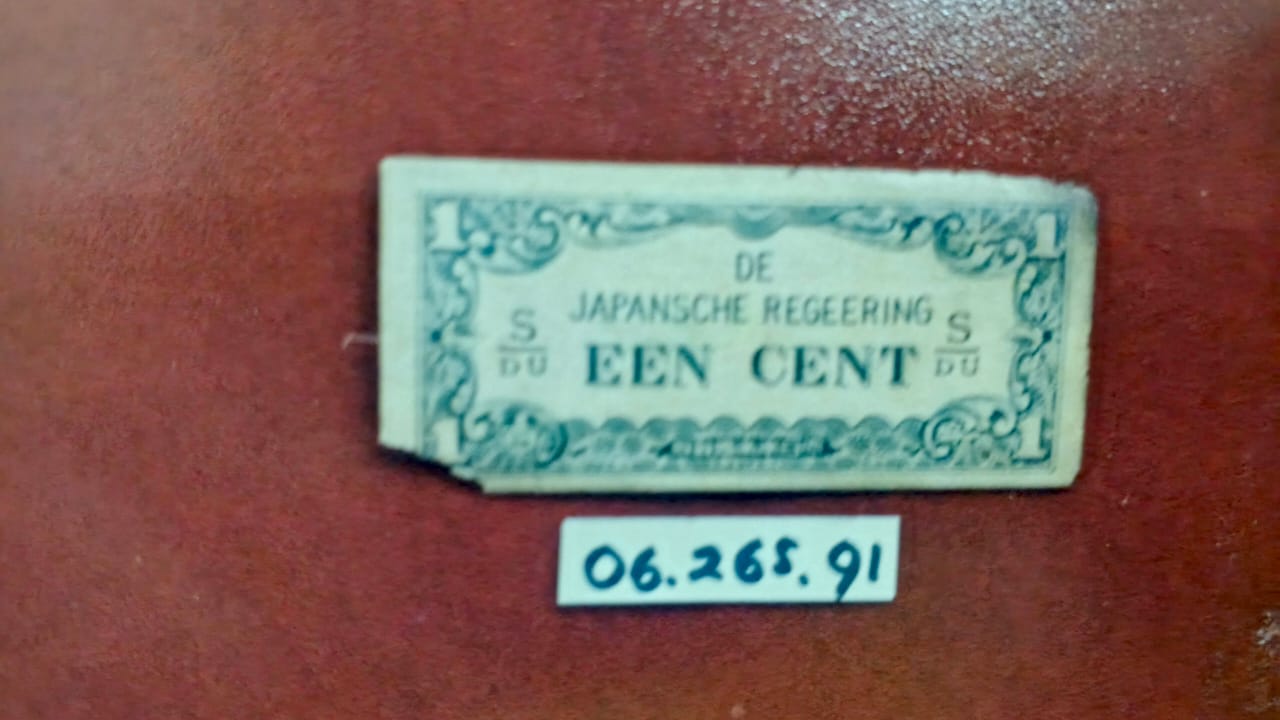 1 1
DE
JAPANSCHE REGEERING
S/DU EEN CENT S/DU
1 1
06.265.91